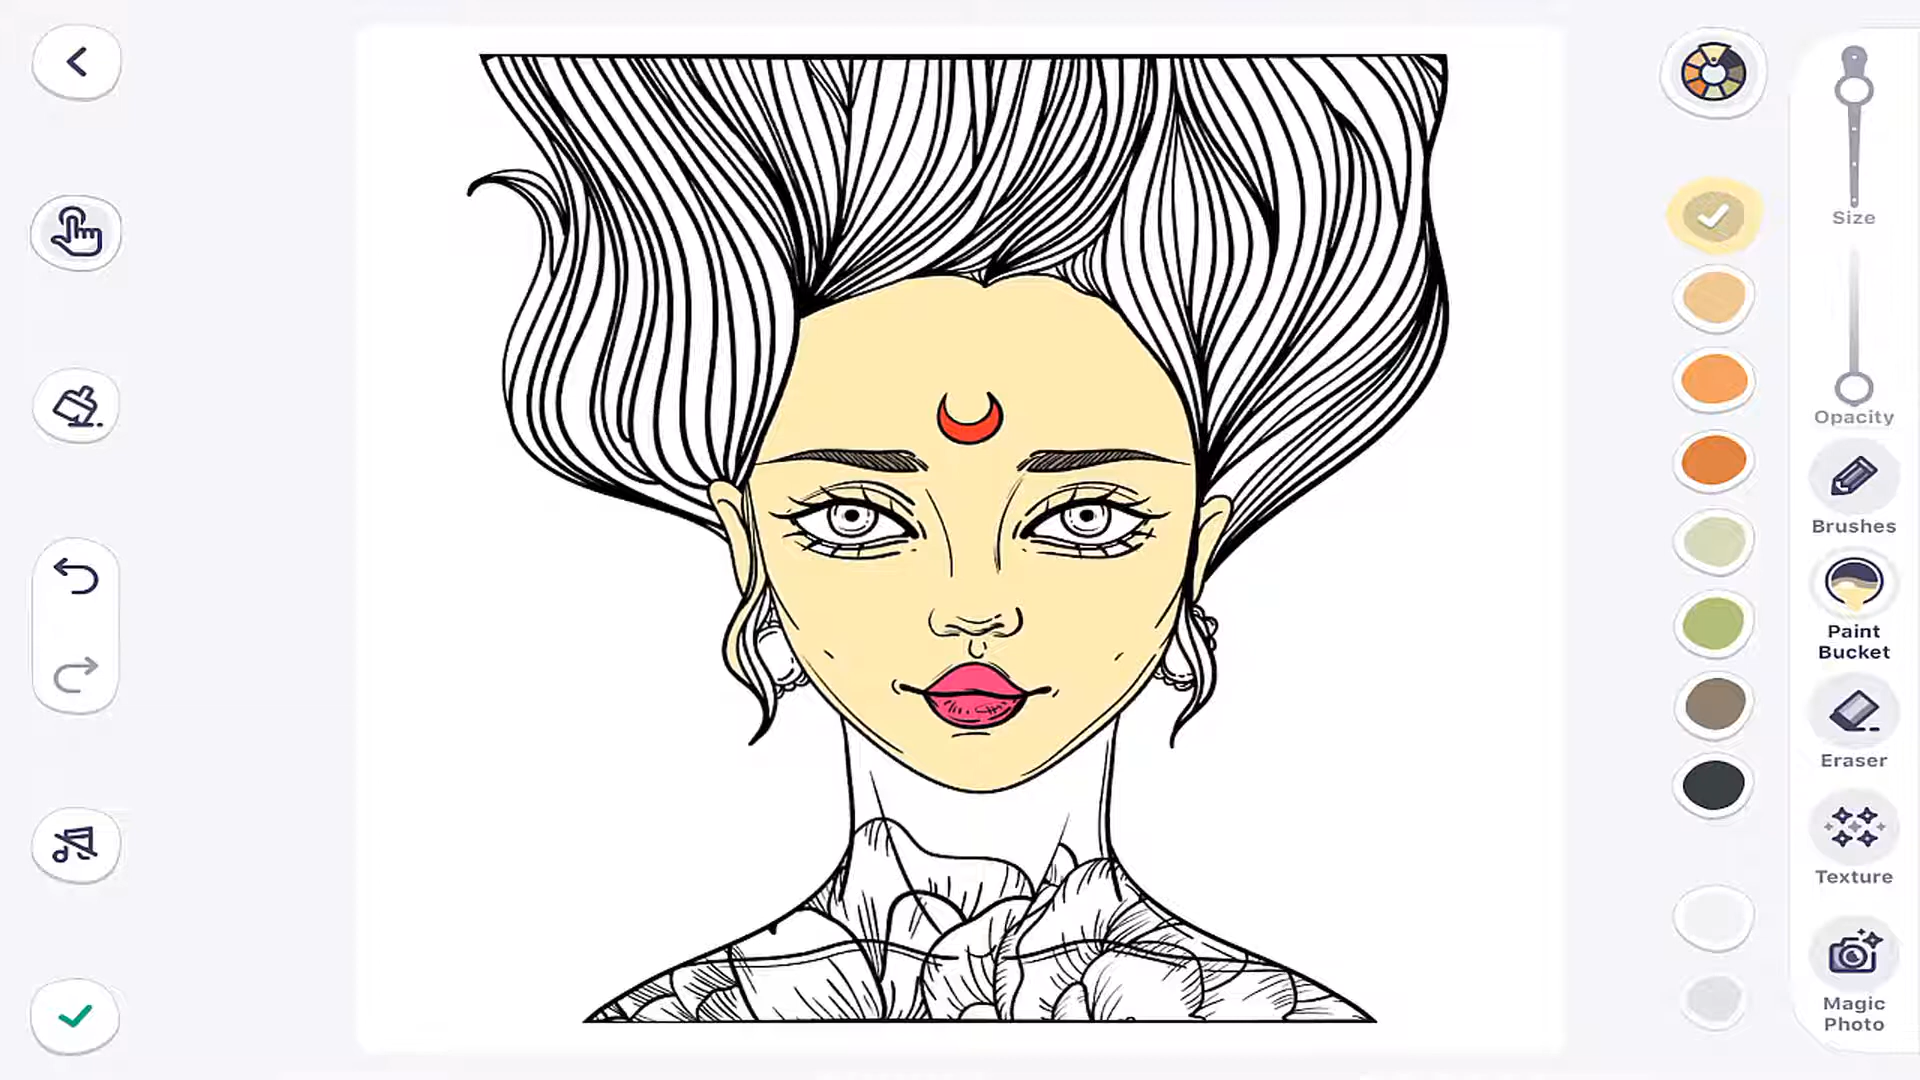 Size
Opacity
Brushes
Paint
Bucket
Eraser
Texture
Magic
Photo